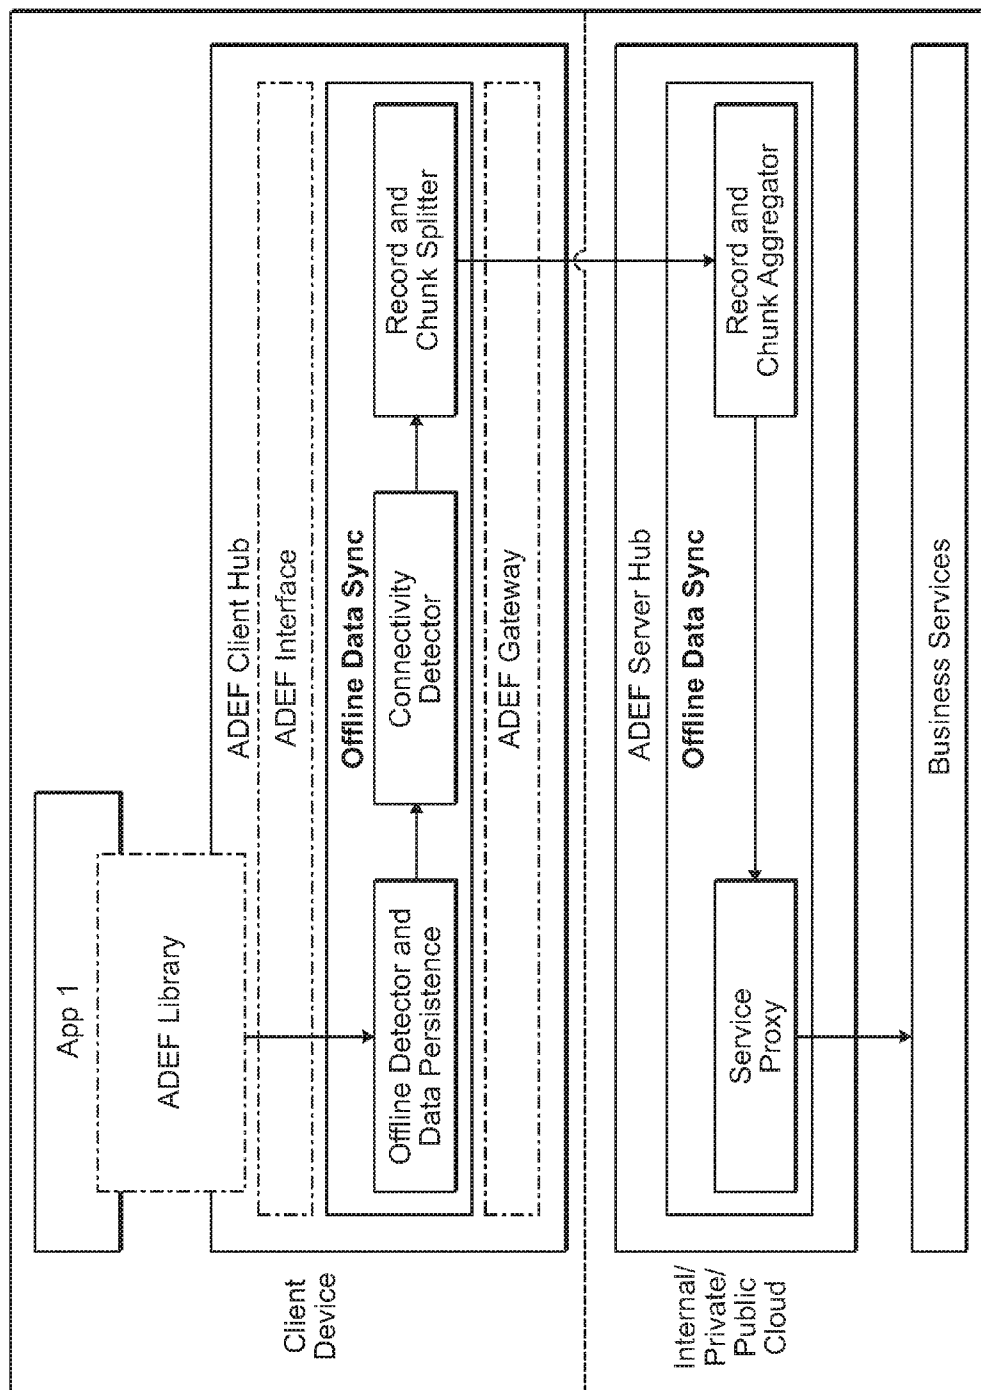 App 1
ADEF Library
Client
Device
ADEF Client Hub
ADEF Interface
Offline Data Sync
Offline Detector and
Data Persistence
Connectivity
Detector
Record and
Chunk Splitter
ADEF Gateway
Internal/
Private/
Public
Cloud
ADEF Server Hub
Offline Data Sync
Service
Proxy
Record and
Chunk Aggregator
Business Services